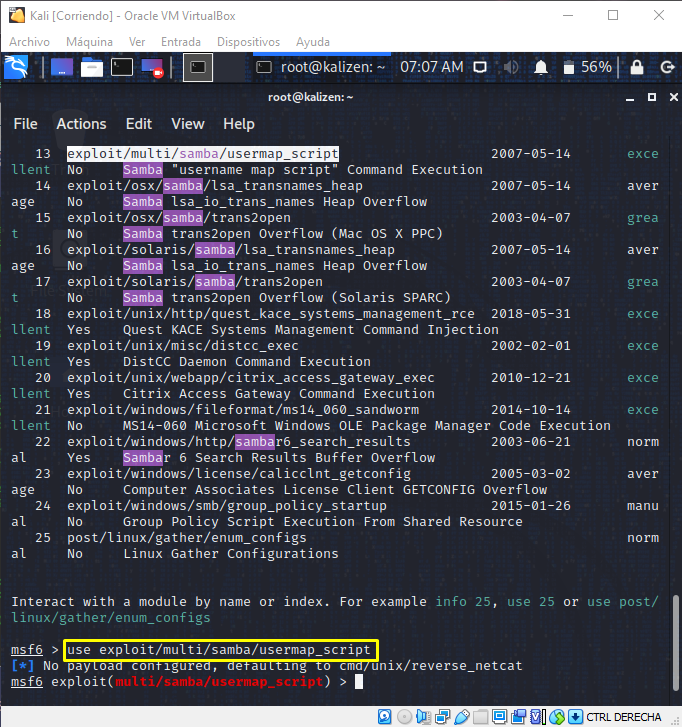 Kali [Corriendo] - Oracle VM VirtualBox
Archivo Máquina Ver Entrada Dispositivos Ayuda
root@kalizen: ~ 07:07 AM 56%
root@kalizen: ~
File Actions Edit View Help
13 exploit/multi/samba/usermap_script 2007-05-14 exce
llent No Samba "username map script" Command Execution
14 exploit/osx/samba/lsa_transnames_heap 2007-05-14 aver
age No Samba lsa_io_trans_names Heap Overflow
15 exploit/osx/samba/trans2open 2003-04-07 grea
t No Samba trans2open Overflow (Mac OS X PPC)
16 exploit/solaris/samba/lsa_transnames_heap 2007-05-14 aver
age No Samba lsa_io_trans_names Heap Overflow
17 exploit/solaris/samba/trans2open 2003-04-07 grea
t No Samba trans2open Overflow (Solaris SPARC)
18 exploit/unix/http/quest_kace_systems_management_rce 2018-05-31 exce
llent Yes Quest KACE Systems Management Command Injection
19 exploit/unix/misc/distcc_exec 2002-02-01 exce
llent Yes DistCC Daemon Command Execution
20 exploit/unix/webapp/citrix_access_gateway_exec 2010-12-21 exce
llent Yes Citrix Access Gateway Command Execution
21 exploit/windows/fileformat/ms14_060_sandworm 2014-10-14 exce
llent No MS14-060 Microsoft Windows OLE Package Manager Code Execution
22 exploit/windows/http/sambar6_search_results 2003-06-21 norm
al Yes Sambar 6 Search Results Buffer Overflow
23 exploit/windows/license/calicclnt_getconfig 2005-03-02 aver
age No Computer Associates License Client GETCONFIG Overflow
24 exploit/windows/smb/group_policy_startup 2015-01-26 manu
al No Group Policy Script Execution From Shared Resource
25 post/linux/gather/enum_configs norm
al No Linux Gather Configurations
Interact with a module by name or index. For example info 25, use 25 or use post/
linux/gather/enum_configs
msf6 > use exploit/multi/samba/usermap_script
[*] No payload configured, defaulting to cmd/unix/reverse_netcat
msf6 exploit(multi/samba/usermap_script) >
CTRL DERECHA